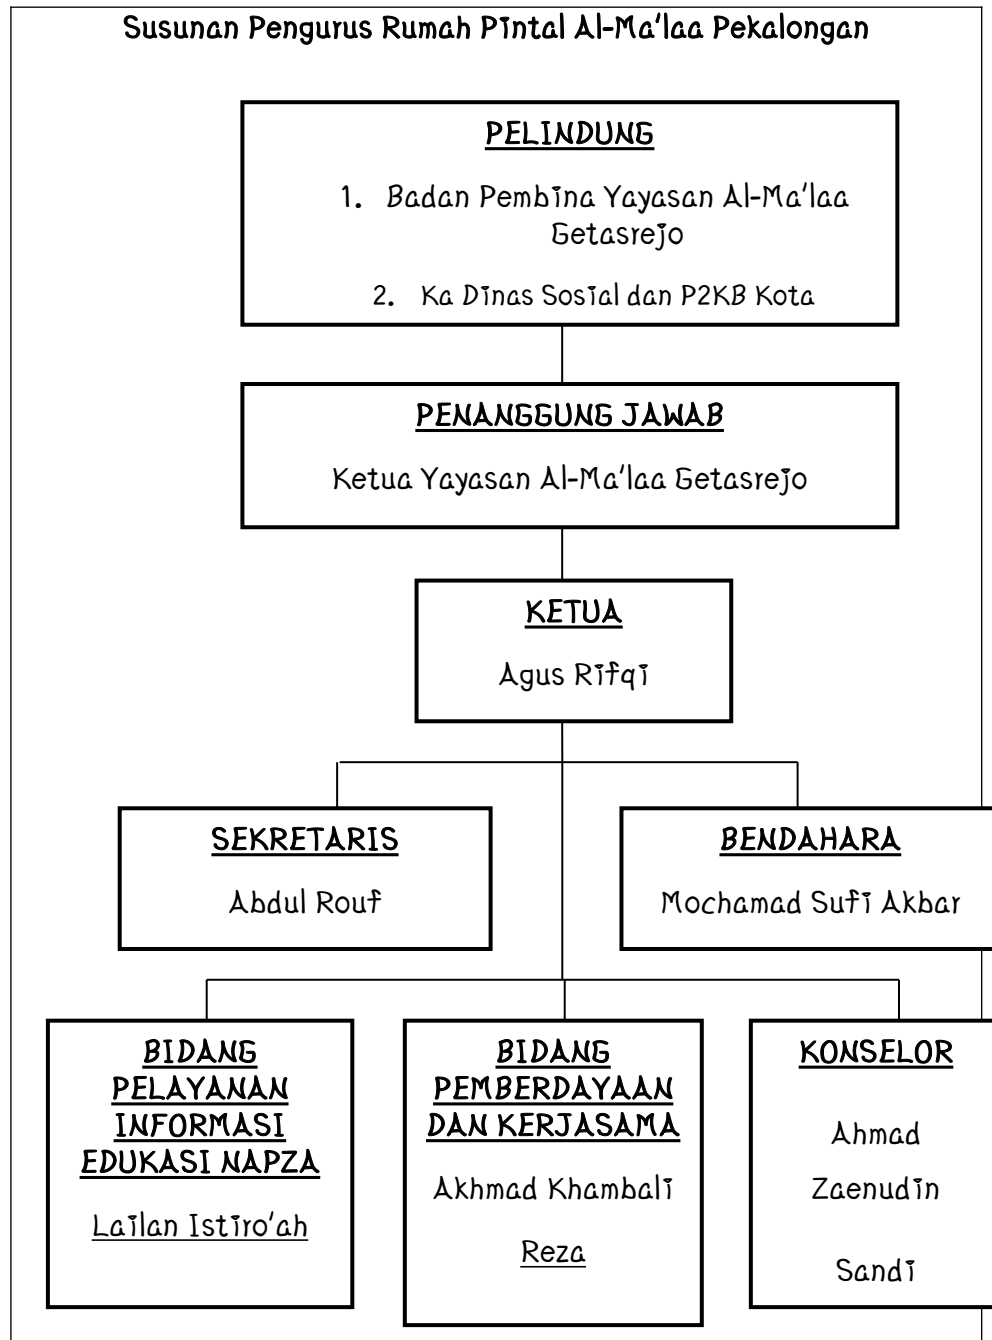 Susunan Pengurus Rumah Pintal Al-Ma'laa Pekalongan
PELINDUNG
1. Badan Pembina Yayasan Al-Ma'laa
Getasrejo
2. Ka Dinas Sosial dan P2KB Kota
PENANGGUNG JAWAB
Ketua Yayasan Al-Ma'laa Getasrejo
KETUA
Agus Rifqi
SEKRETARIS
Abdul Rouf
BENDAHARA
Mochamad Sufi Akbar
BIDANG
PELAYANAN
INFORMASI
EDUKASI NAPZA
Lailan Istiro'ah
BIDANG
PEMBERDAYAAN
DAN KERJASAMA
Akhmad Khambali
Reza
KONSELOR
Ahmad
Zaenudin
Sandi